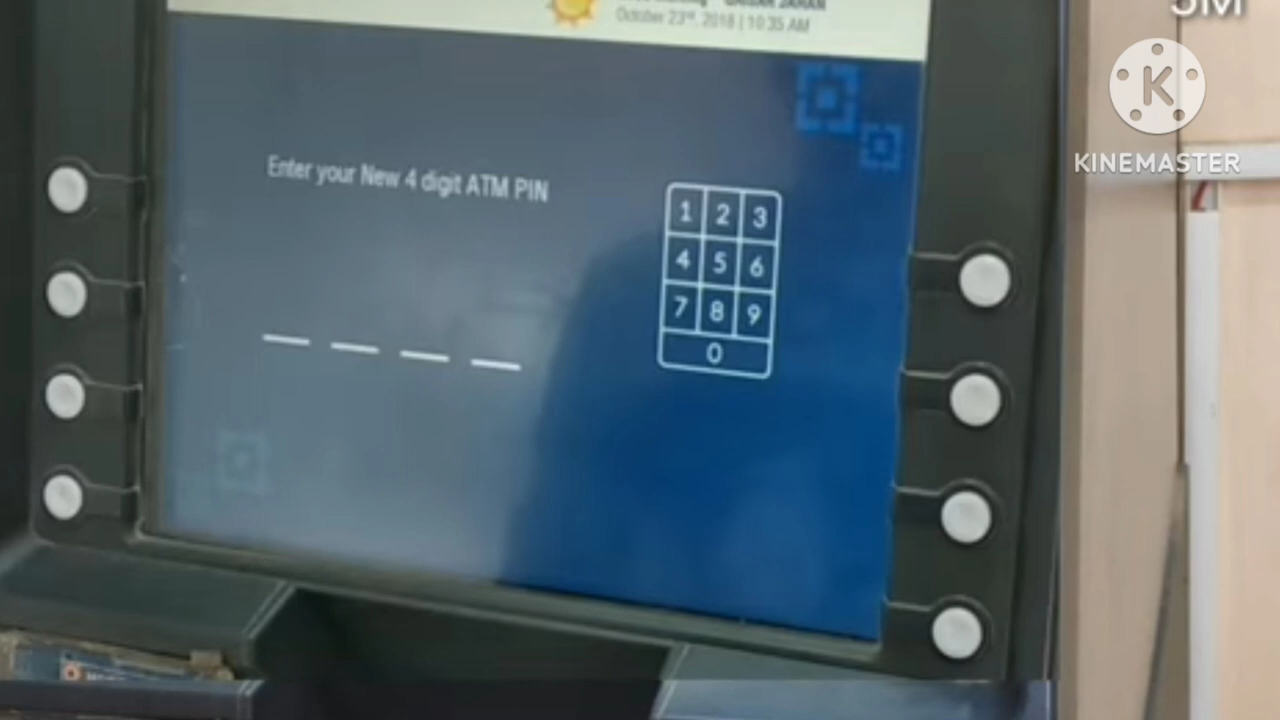 October 23rd, 2018 | 10:35 AM
Enter your New 4 digit ATM PIN
1 2 3
4 5 6
7 8 9
0
K
KINEMASTER